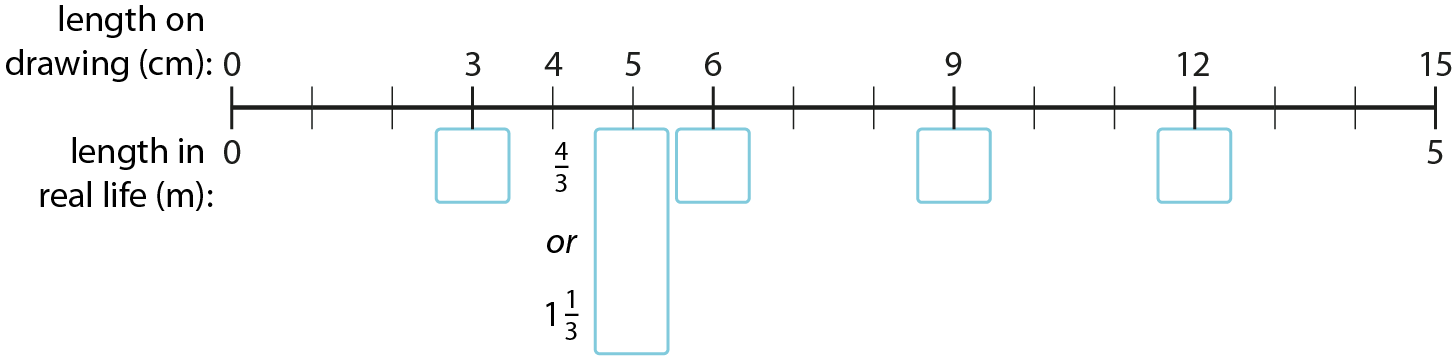 length on
drawing (cm): 0 3 4 5 6 9 12 15
length in 0 4/3 5
real life (m):
or
1 1/3